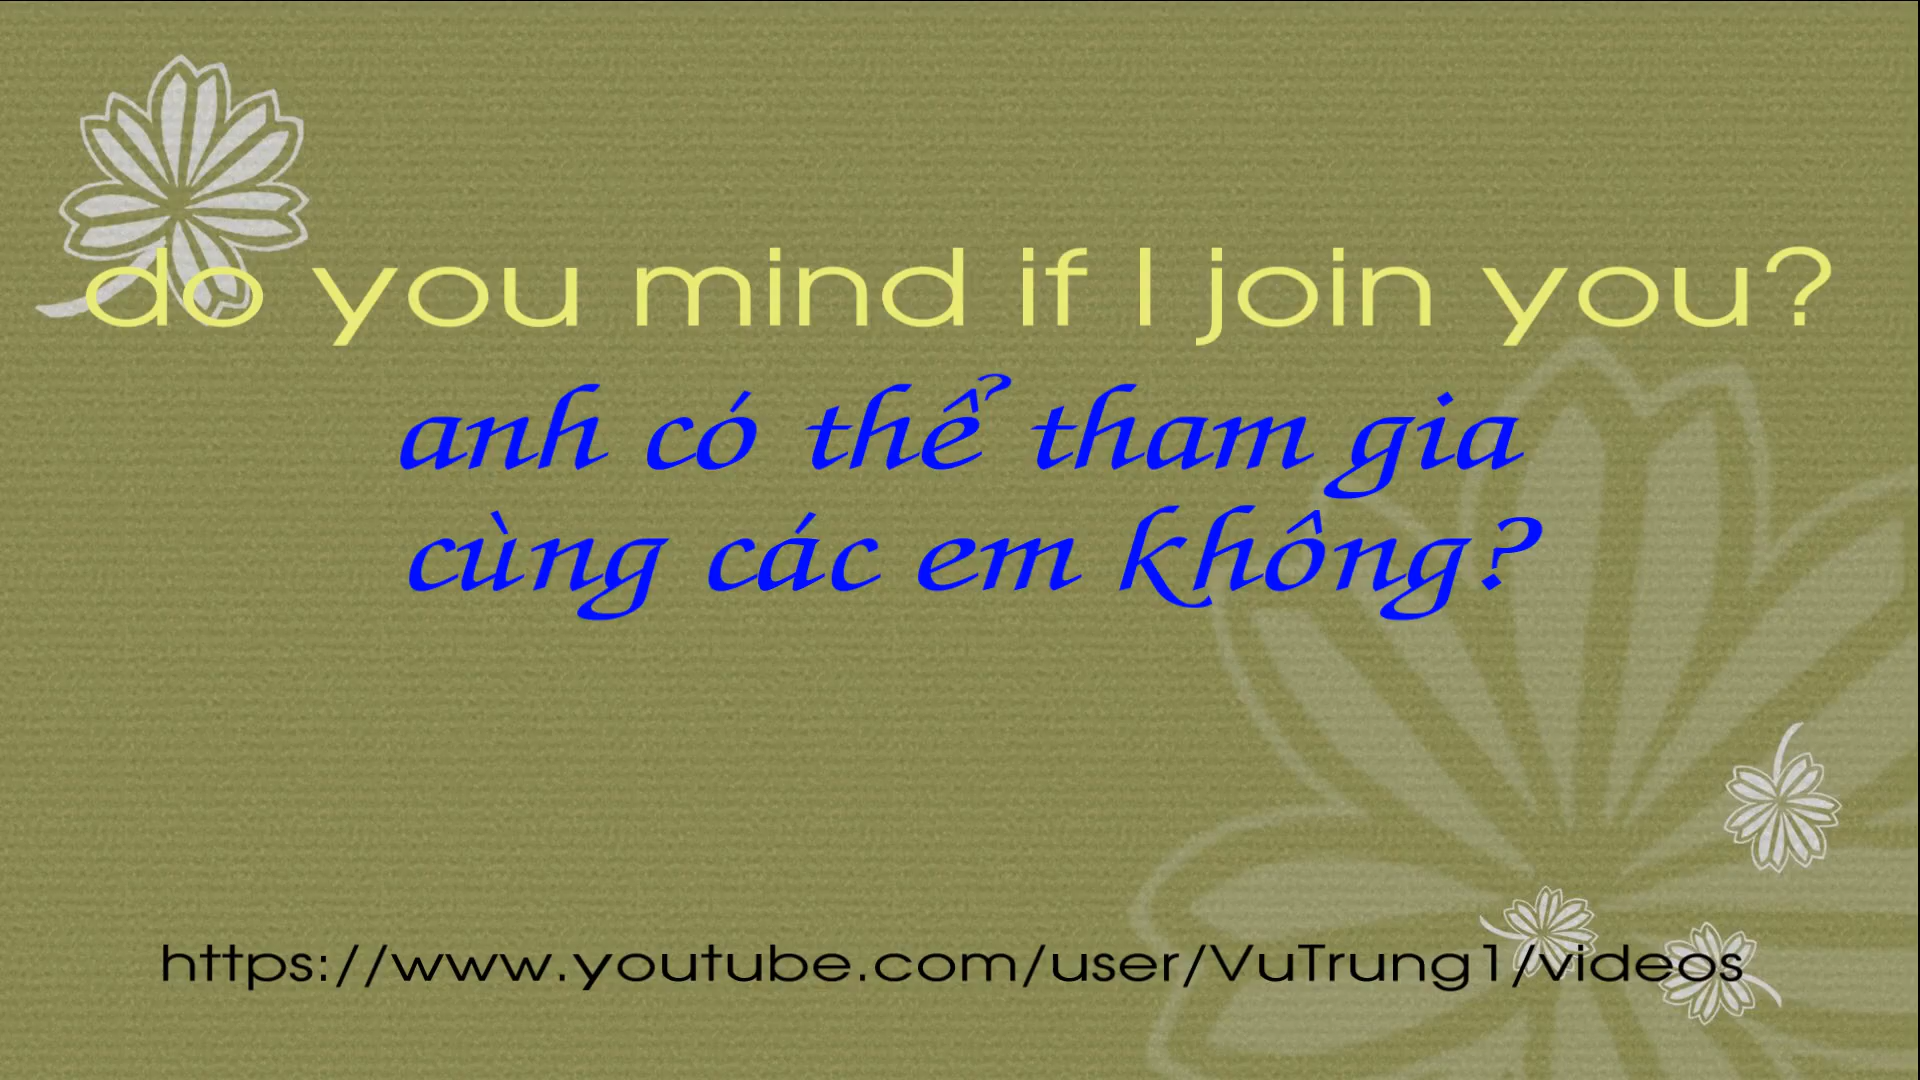 do you mind if I join you?
anh có thể tham gia
cùng các em không?
https://www.youtube.com/user/VuTrung1/videos